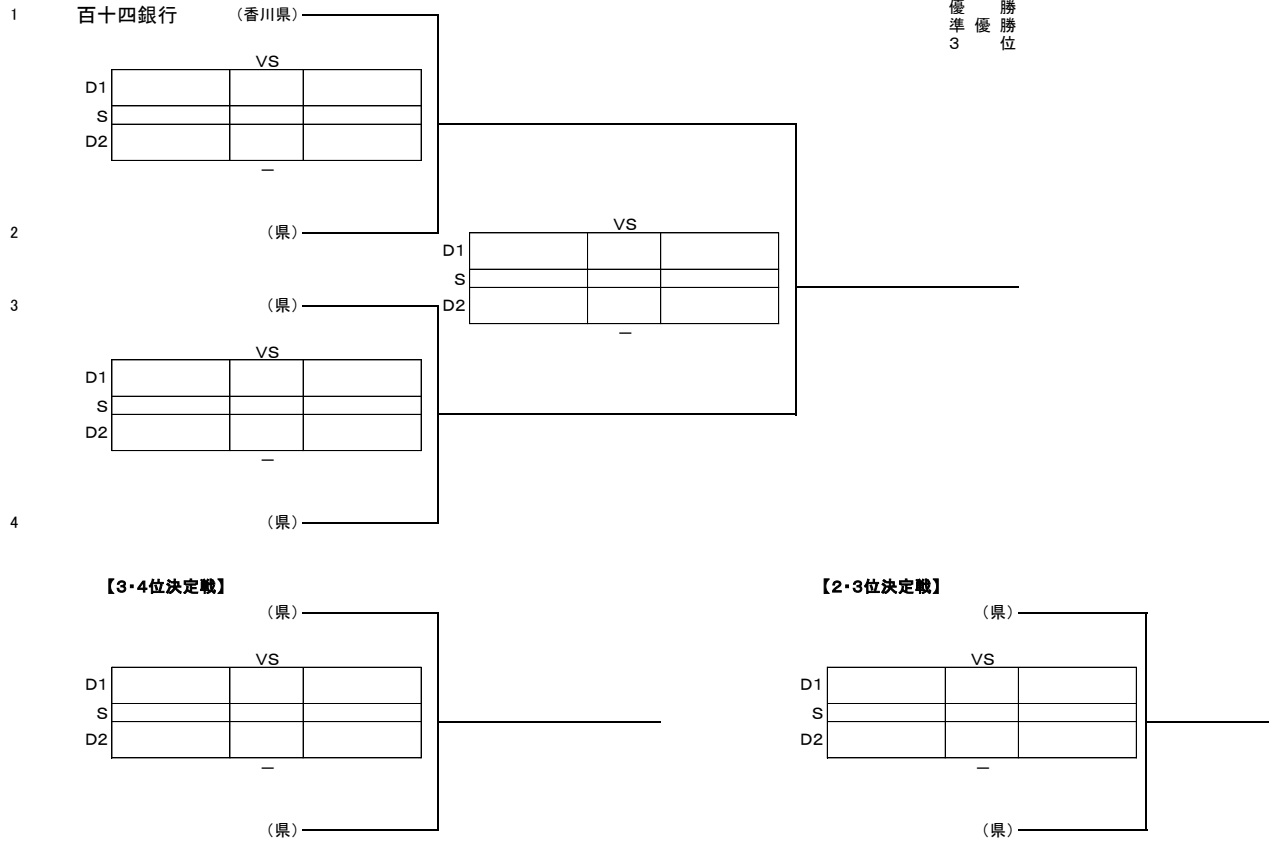 1 百十四銀行 （香川県）
優 勝
準 優 勝
3 位
VS
D1
S
D2
－
2 （県）
VS
D1
S
D2
－
3 （県）
VS
D1
S
D2
－
4 （県）
【3・4位決定戦】
（県）
VS
D1
S
D2
－
（県）
【2・3位決定戦】
（県）
VS
D1
S
D2
－
（県）